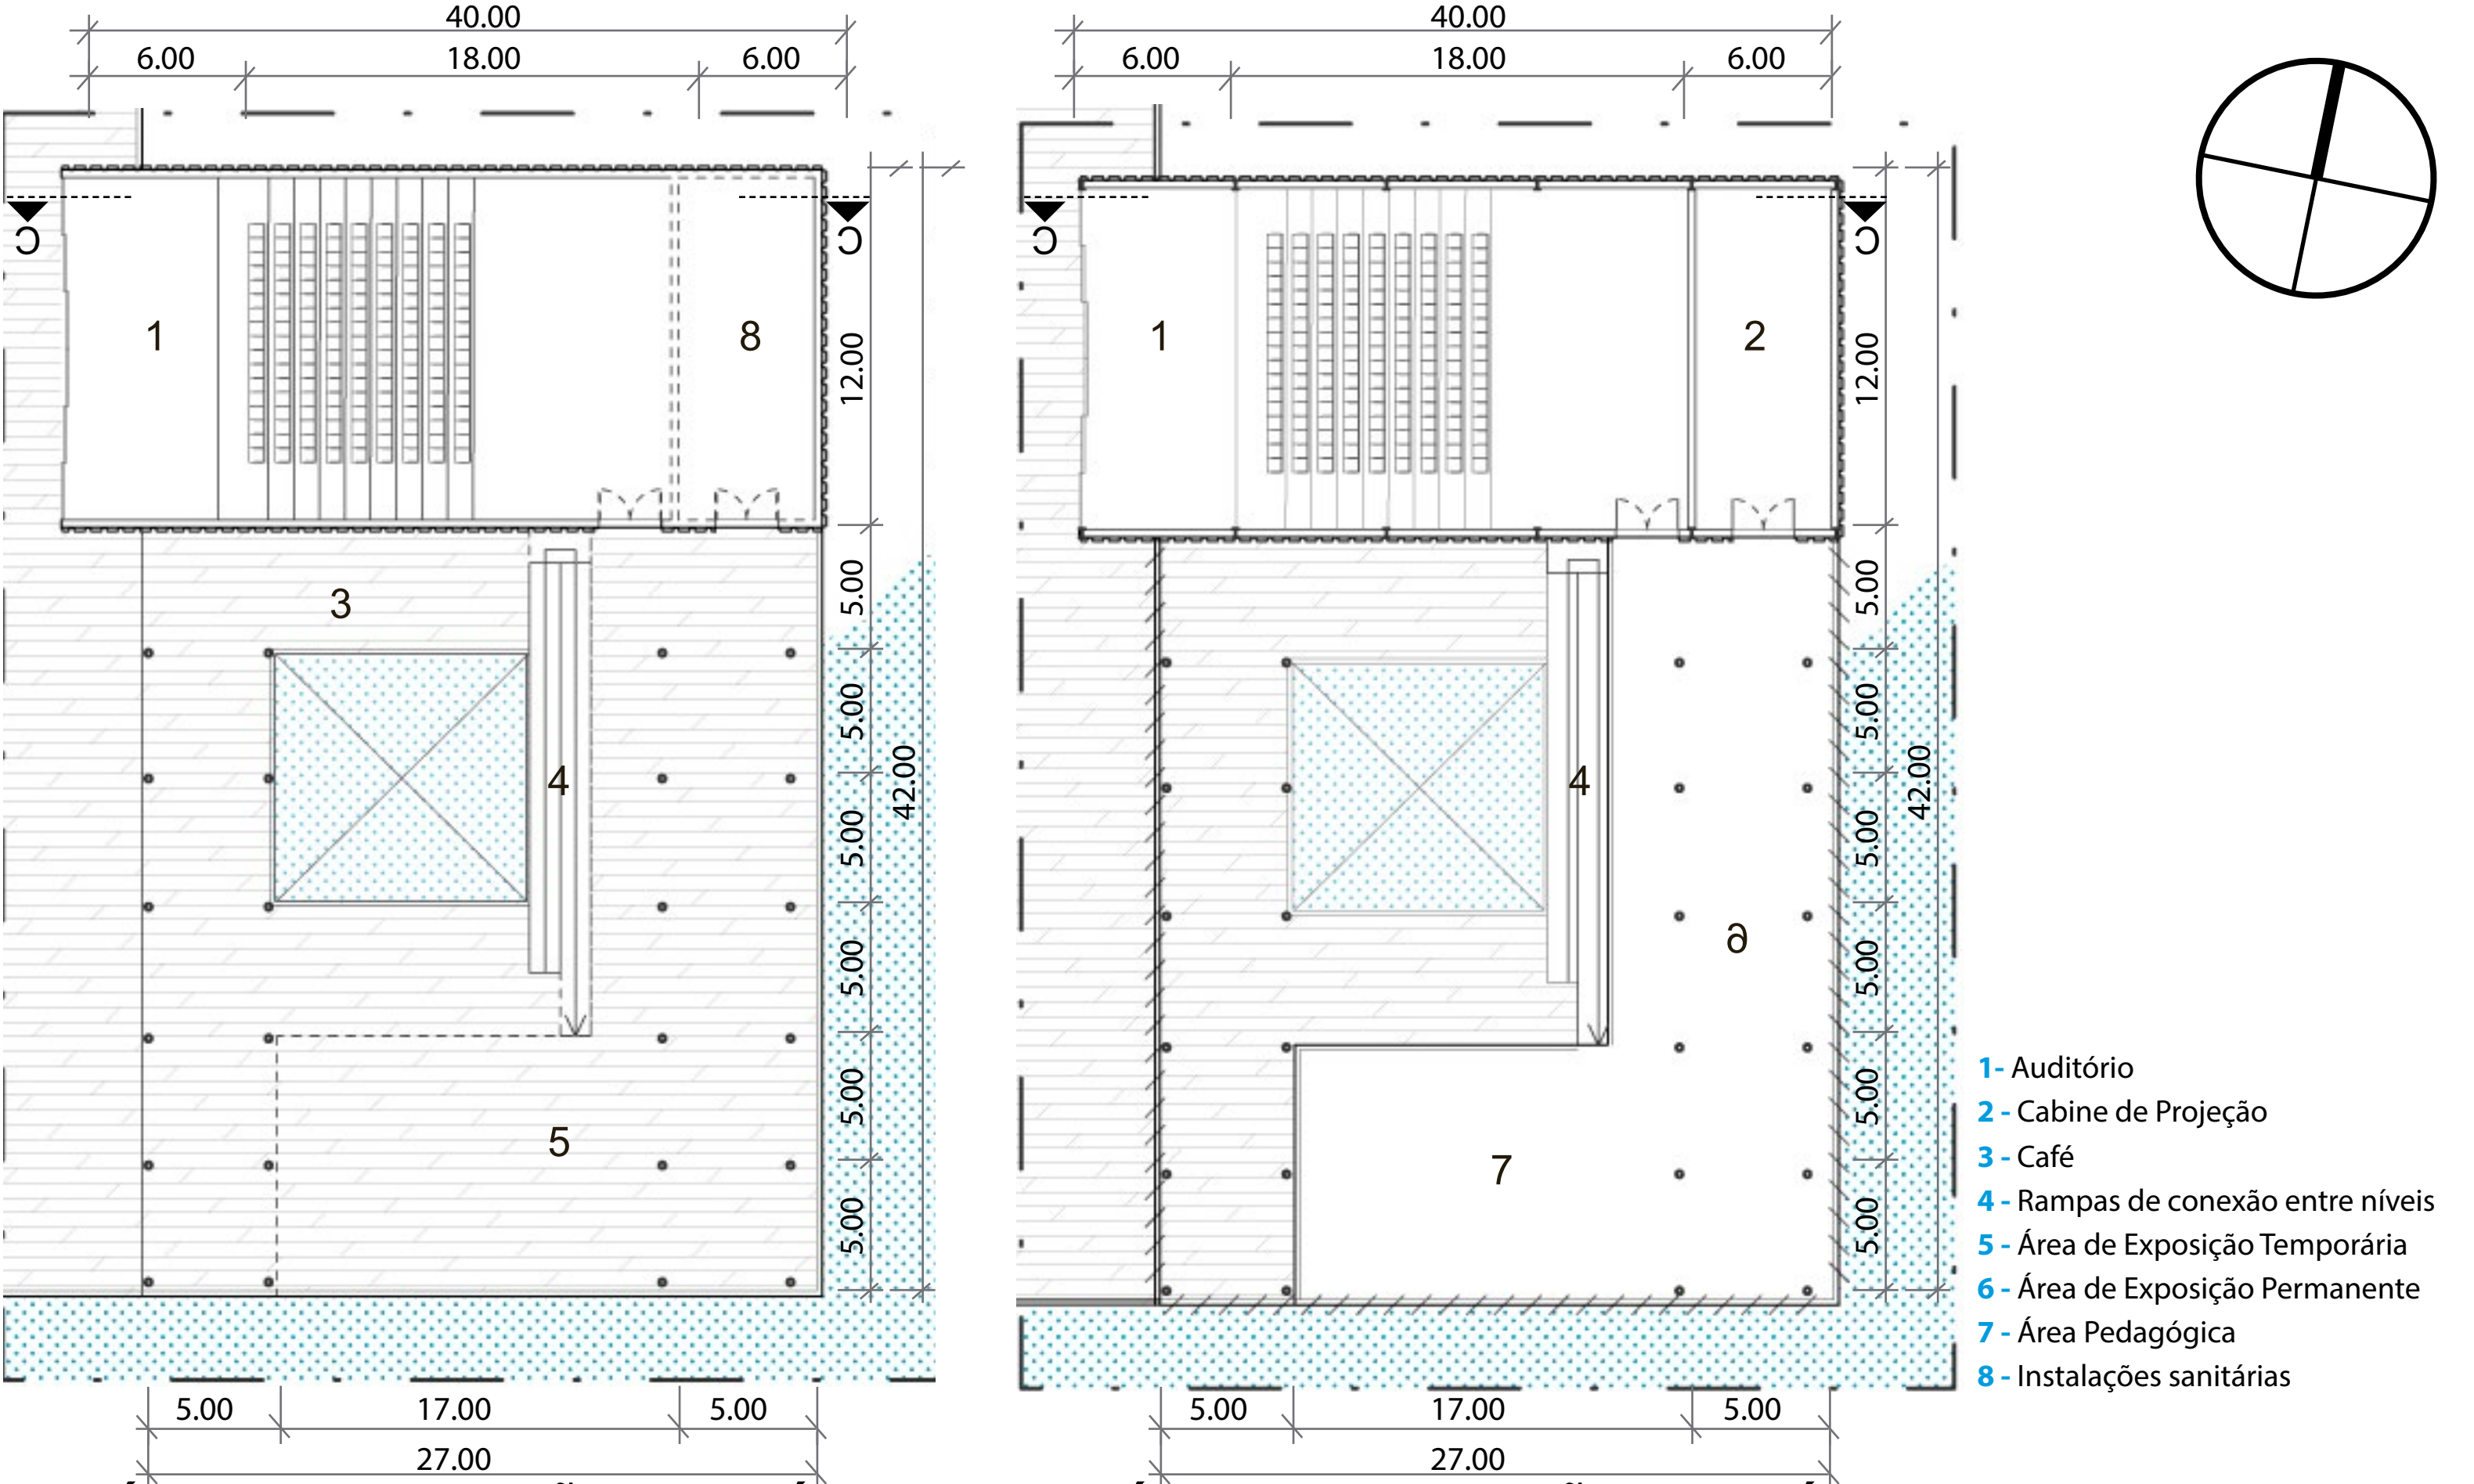 40.00
6.00 18.00 6.00
C C
1 8
12.00
3
5.00
5.00
4
5.00
42.00
5.00
5
5.00
5.00
5.00 17.00 5.00
27.00
40.00
6.00 18.00 6.00
C C
1 2
12.00
5.00
5.00
4
5.00
42.00
6
5.00
7
5.00
5.00
5.00 17.00 5.00
27.00
1- Auditório
2 - Cabine de Projeção
3 - Café
4 - Rampas de conexão entre níveis
5 - Área de Exposição Temporária
6 - Área de Exposição Permanente
7 - Área Pedagógica
8 - Instalações sanitárias